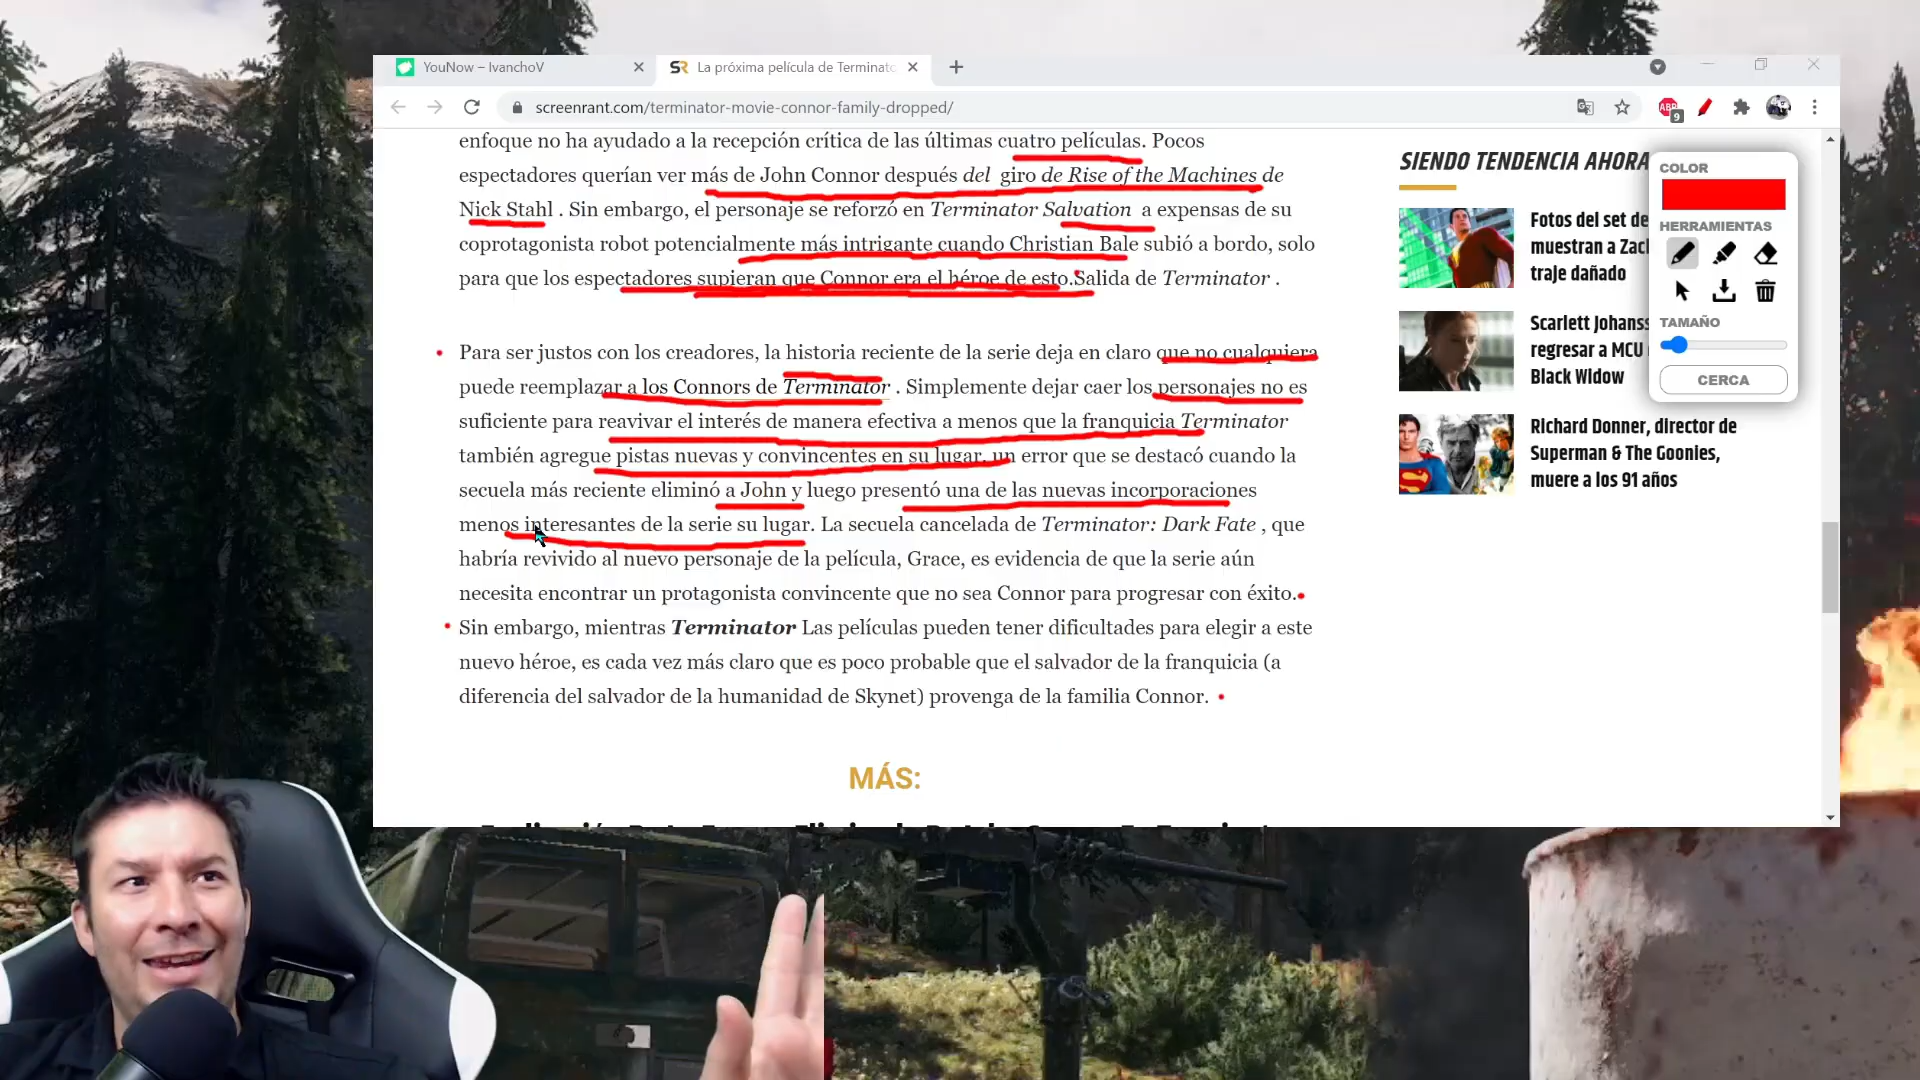 YouNow – IvanchoV
SR La próxima película de Terminato
screenrant.com/terminator-movie-connor-family-dropped/
ABP
9
enfoque no ha ayudado a la recepción crítica de las últimas cuatro películas. Pocos
espectadores querían ver más de John Connor después del giro de Rise of the Machines de
Nick Stahl . Sin embargo, el personaje se reforzó en Terminator Salvation a expensas de su
coprotagonista robot potencialmente más intrigante cuando Christian Bale subió a bordo, solo
para que los espectadores supieran que Connor era el héroe de esto.Salida de Terminator .
Para ser justos con los creadores, la historia reciente de la serie deja en claro que no cualquiera
puede reemplazar a los Connors de Terminator . Simplemente dejar caer los personajes no es
suficiente para reavivar el interés de manera efectiva a menos que la franquicia Terminator
también agregue pistas nuevas y convincentes en su lugar, un error que se destacó cuando la
secuela más reciente eliminó a John y luego presentó una de las nuevas incorporaciones
menos interesantes de la serie su lugar. La secuela cancelada de Terminator: Dark Fate , que
habría revivido al nuevo personaje de la película, Grace, es evidencia de que la serie aún
necesita encontrar un protagonista convincente que no sea Connor para progresar con éxito.
Sin embargo, mientras Terminator Las películas pueden tener dificultades para elegir a este
nuevo héroe, es cada vez más claro que es poco probable que el salvador de la franquicia (a
diferencia del salvador de la humanidad de Skynet) provenga de la familia Connor.
MÁS:
SIENDO TENDENCIA AHORA
Fotos del set de
muestran a Zac
traje dañado
Scarlett Johanss
regresar a MCU
Black Widow
Richard Donner, director de
Superman & The Goonies,
muere a los 91 años
COLOR
HERRAMIENTAS
TAMAÑO
CERCA